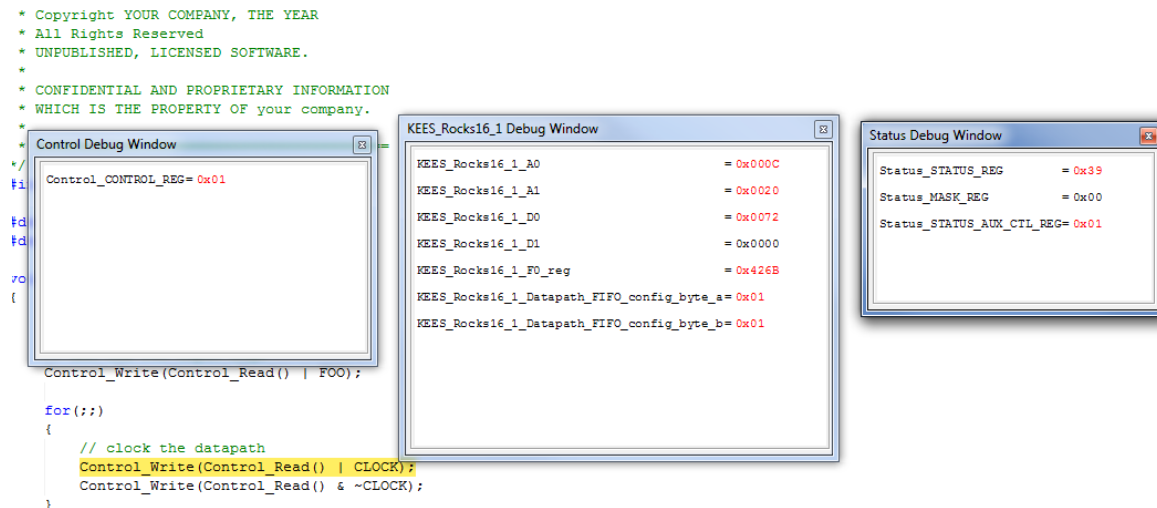 * Copyright YOUR COMPANY, THE YEAR
* All Rights Reserved
* UNPUBLISHED, LICENSED SOFTWARE.
*
* CONFIDENTIAL AND PROPRIETARY INFORMATION
* WHICH IS THE PROPERTY OF your company.
*
* =
*/
#i
#d
#d
vo
{
Control Debug Window
Control_CONTROL_REG= 0x01
KEES_Rocks16_1 Debug Window
KEES_Rocks16_1_A0 = 0x000C
KEES_Rocks16_1_A1 = 0x0020
KEES_Rocks16_1_D0 = 0x0072
KEES_Rocks16_1_D1 = 0x0000
KEES_Rocks16_1_F0_reg = 0x426B
KEES_Rocks16_1_Datapath_FIFO_config_byte_a= 0x01
KEES_Rocks16_1_Datapath_FIFO_config_byte_b= 0x01
Status Debug Window
Status_STATUS_REG = 0x39
Status_MASK_REG = 0x00
Status_STATUS_AUX_CTL_REG= 0x01
Control_Write(Control_Read() | FOO);
for(;;)
{
// clock the datapath
Control_Write(Control_Read() | CLOCK);
Control_Write(Control_Read() & ~CLOCK);
}